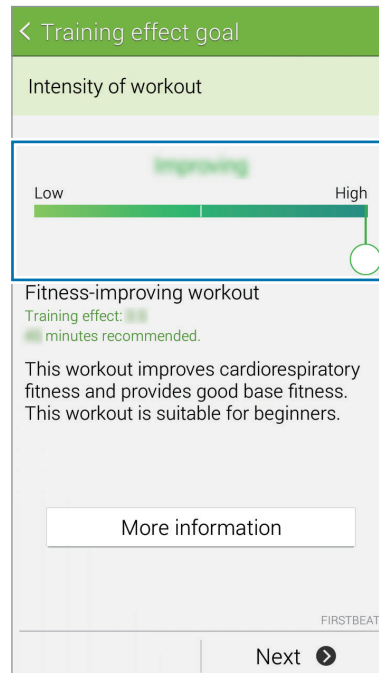 Training effect goal
Intensity of workout
Improving
Low High
Fitness-improving workout
Training effect:
minutes recommended.
This workout improves cardiorespiratory
fitness and provides good base fitness.
This workout is suitable for beginners.
More information
FIRSTBEAT
Next